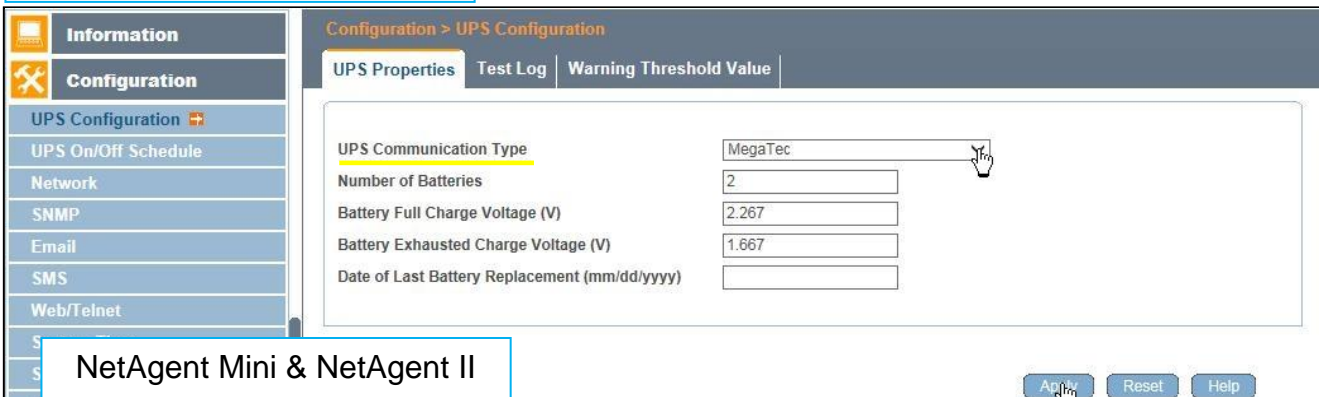 Information
Configuration
UPS Configuration
UPS On/Off Schedule
Network
SNMP
Email
SMS
Web/Telnet
Configuration > UPS Configuration
UPS Properties Test Log Warning Threshold Value
UPS Communication Type MegaTec
Number of Batteries 2
Battery Full Charge Voltage (V) 2.267
Battery Exhausted Charge Voltage (V) 1.667
Date of Last Battery Replacement (mm/dd/yyyy)
NetAgent Mini & NetAgent II
Apply Reset Help